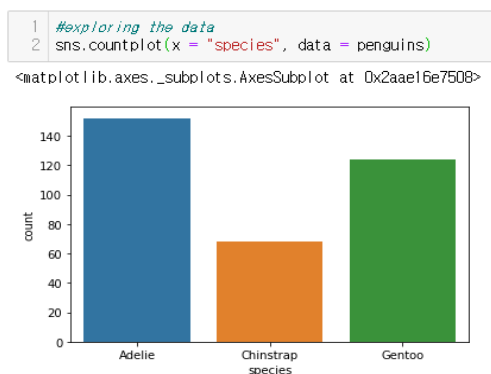 1 #exploring the data
2 sns.countplot(x = "species", data = penguins)
<matplotlib.axes._subplots.AxesSubplot at 0x2aae16e7508>
140
120
100
80
60
40
20
0
count
Adelie Chinstrap Gentoo
species